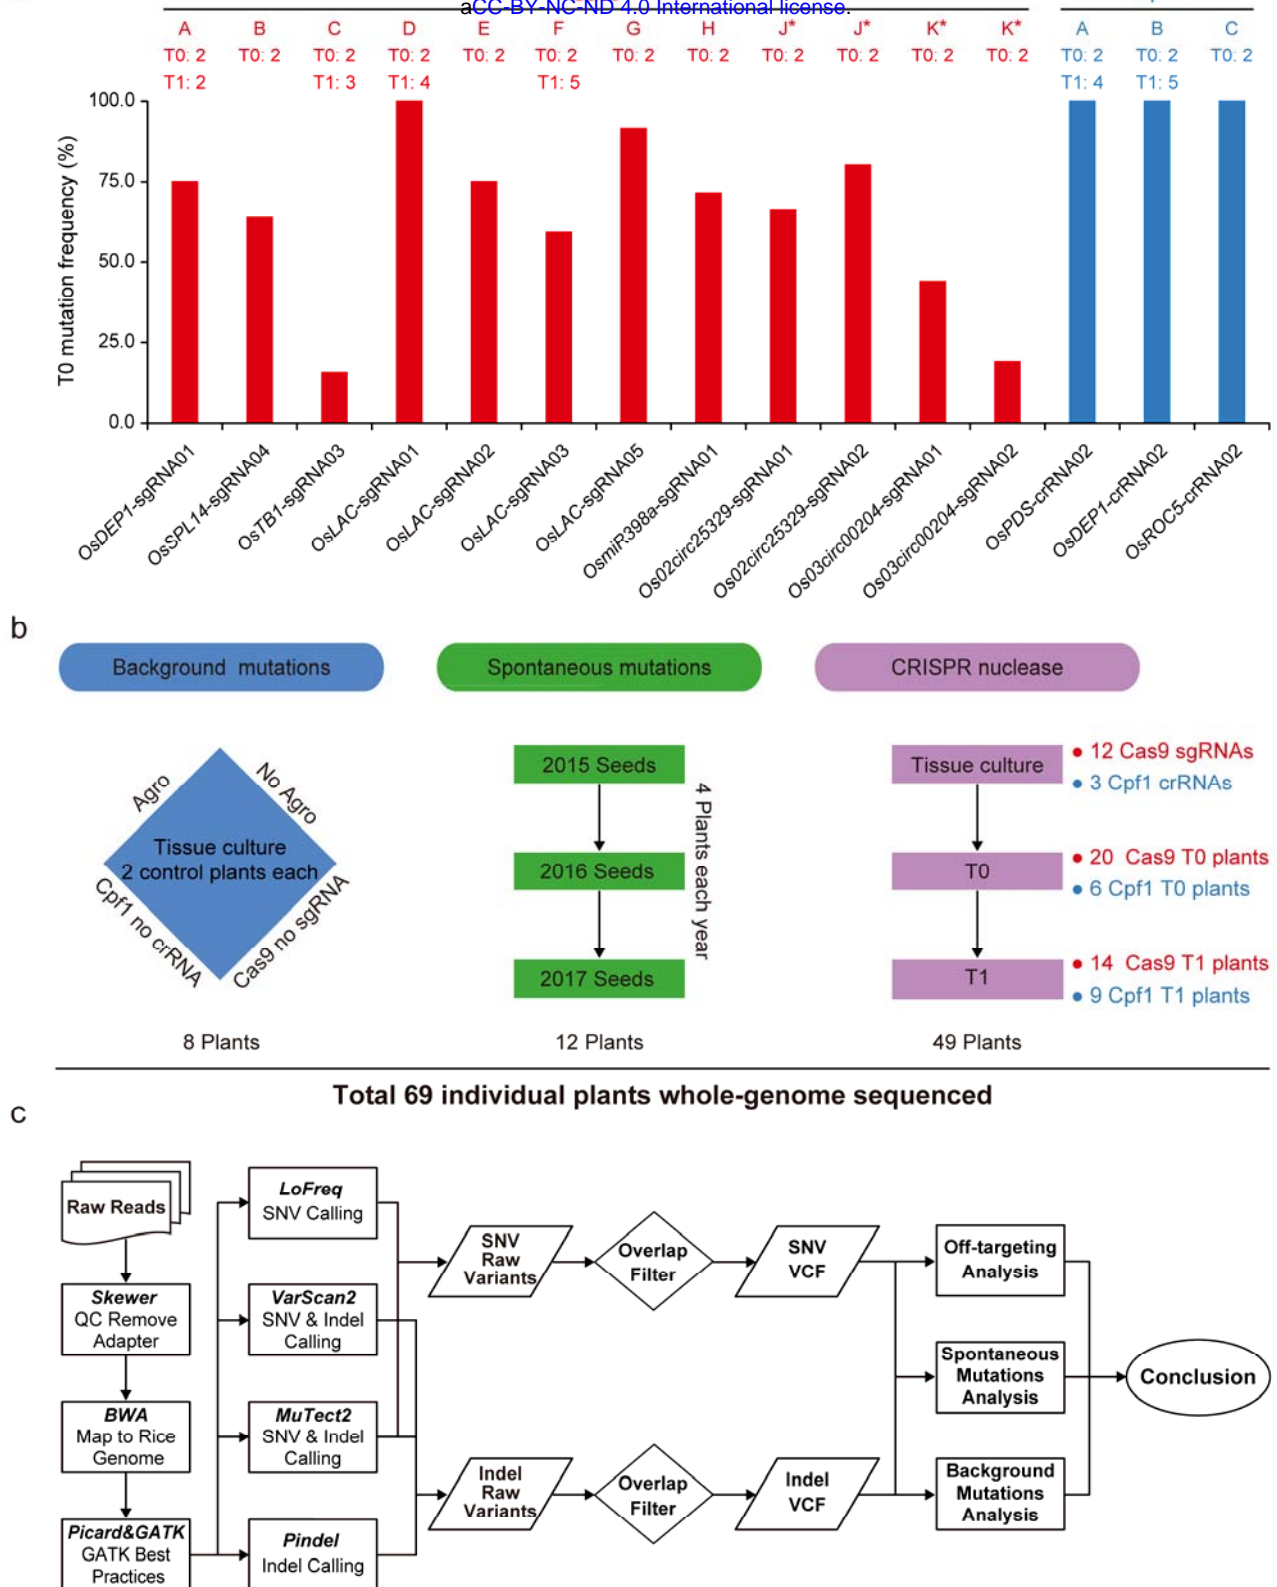 aCC-BY-NC-ND 4.0 International license.
A B C D E F G H J* J* K* K* A B C
T0: 2 T0: 2 T0: 2 T0: 2 T0: 2 T0: 2 T0: 2 T0: 2 T0: 2 T0: 2 T0: 2 T0: 2 T0: 2 T0: 2 T0: 2
T1: 2 T1: 3 T1: 4 T1: 5 T1: 4 T1: 5
T0 mutation frequency (%)
100.0
75.0
50.0
25.0
0.0
OsDEP1-sgRNA01
OsSPL14-sgRNA04
OsTB1-sgRNA03
OsLAC-sgRNA01
OsLAC-sgRNA02
OsLAC-sgRNA03
OsLAC-sgRNA05
OsmiR398a-sgRNA01
Os02circ25329-sgRNA01
Os02circ25329-sgRNA02
Os03circ00204-sgRNA01
Os03circ00204-sgRNA02
OsPDS-crRNA02
OsDEP1-crRNA02
OsROC5-crRNA02
b
Background mutations
Agro
No Agro
Tissue culture
2 control plants each
Cpf1 no crRNA
Cas9 no sgRNA
8 Plants
Spontaneous mutations
2015 Seeds
2016 Seeds
2017 Seeds
4 Plants each year
12 Plants
CRISPR nuclease
Tissue culture
• 12 Cas9 sgRNAs
• 3 Cpf1 crRNAs
T0
• 20 Cas9 T0 plants
• 6 Cpf1 T0 plants
T1
• 14 Cas9 T1 plants
• 9 Cpf1 T1 plants
49 Plants
Total 69 individual plants whole-genome sequenced
c
Raw Reads
Skewer
QC Remove
Adapter
BWA
Map to Rice
Genome
Picard&GATK
GATK Best
Practices
LoFreq
SNV Calling
VarScan2
SNV & Indel
Calling
MuTect2
SNV & Indel
Calling
Pindel
Indel Calling
SNV
Raw
Variants
Overlap
Filter
SNV
VCF
Indel
Raw
Variants
Overlap
Filter
Indel
VCF
Off-targeting
Analysis
Spontaneous
Mutations
Analysis
Background
Mutations
Analysis
Conclusion